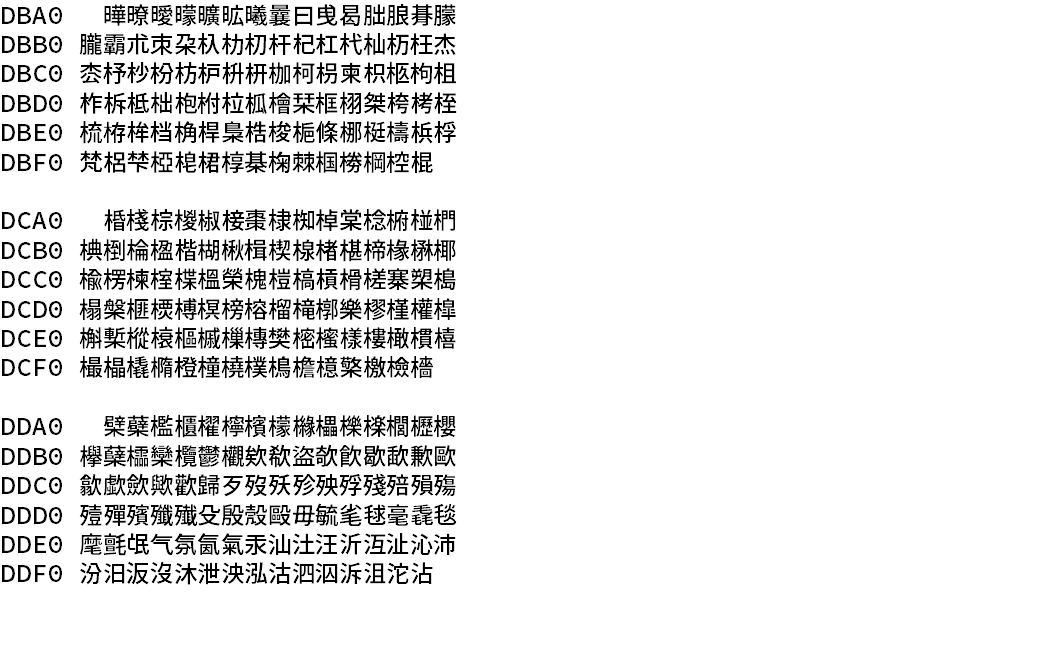 DBA0 曄暸曖曚曠昿曦曩曰曵曷朏朖朞朦
DBB0 朧霸朮朿朶杁朸朷杆杞杠杙杣杤枉杰
DBC0 枩杼杪枌枋枦枡枅枷柯枴柬枳柩枸柤
DBD0 柞柝柢柮枹柎柆柧檜栞框栩桀桍栲桎
DBE0 梳栫桙档桷桿梟梏梭梔條梛梃檮梹桴
DBF0 梵梠梺椏梍桾椁棊椈棘椢椦棡椌棍
DCA0 棔棧棕椶椒椄棗棣椥棹棠棯椨椪椚
DCB0 椣椡棆楹楷楜楸楫楔楾楮椹楴椽楙椰
DCC0 楡楞楝榁楪榲榮槐榿槁槓榾槎寨槊槝
DCD0 榻槃榧樮榑榠榜榕榴槞槨樂樛槿權槹
DCE0 槲槧樅榱樞槭樔槫樊樒櫁樣樓橄樌橲
DCF0 樶橸橇橢橙橦橈樸樢檐檍檠檄檢檣
DDA0 檗蘗檻櫃櫂檸檳檬櫞櫑櫟檪櫚櫪櫻
DDB0 欅蘖櫺欒欖鬱欟欸欷盜欹飮歇歃歉歐
DDC0 歙歔歛歟歡歸歹歿殀殄殃殍殘殕殞殤
DDD0 殪殫殯殲殱殳殷殼毆毋毓毟毬毫毳毯
DDE0 麾氈氓气氛氤氣汞汕汢汪沂沍沚沁沛
DDF0 汾汨汳沒沐泄泱泓沽泗泅泝沮沱沾